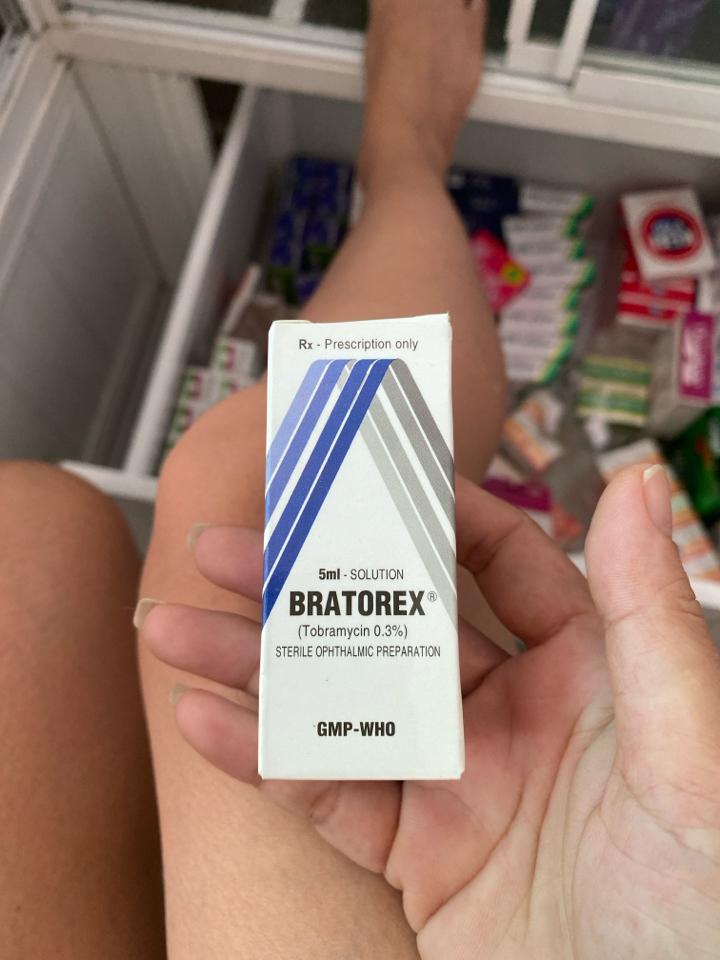 Rx - Prescription only
5ml - SOLUTION
BRATOREX®
(Tobramycin 0.3%)
STERILE OPHTHALMIC PREPARATION
GMP-WHO